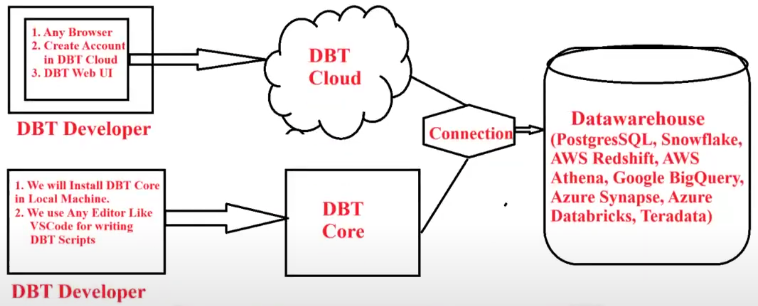 1. Any Browser
2. Create Account
in DBT Cloud
3. DBT Web UI
DBT Developer
DBT
Cloud
Connection
Datawarehouse
(PostgresSQL, Snowflake,
AWS Redshift, AWS
Athena, Google BigQuery,
Azure Synapse, Azure
Databricks, Teradata)
1. We will Install DBT Core
in Local Machine.
2. We use Any Editor Like
VSCode for writing
DBT Scripts
DBT Developer
DBT
Core